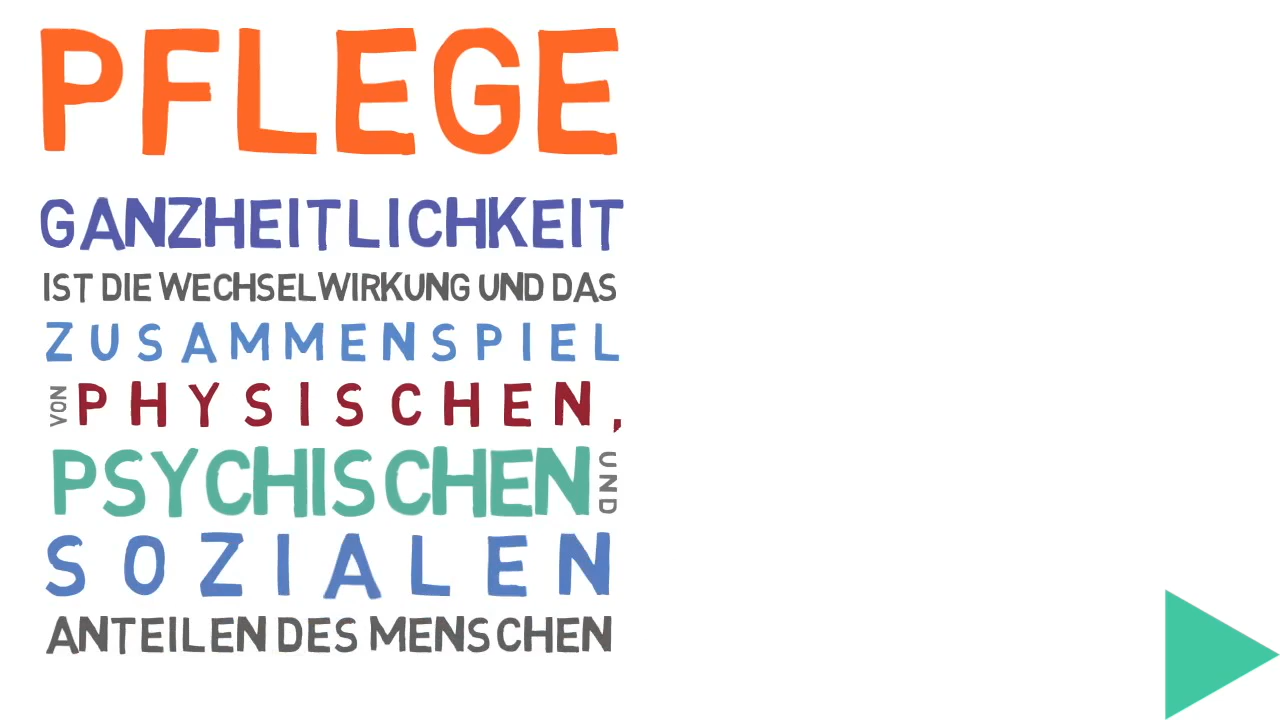 PFLEGE
GANZHEITLICHKEIT
IST DIE WECHSELWIRKUNG UND DAS
ZUSAMMENSPIEL
VON PHYSISCHEN,
PSYCHISCHEN UND
SOZIALEN
ANTEILEN DES MENSCHEN